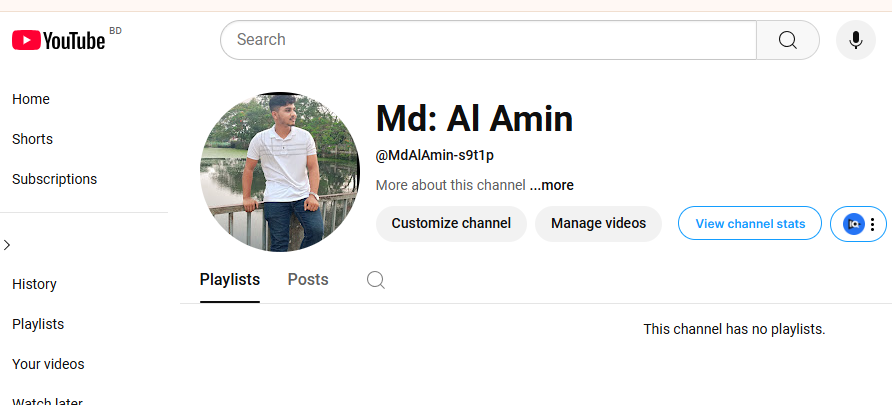 YouTube BD
Search
Home
Shorts
Subscriptions
Md: Al Amin
@MdAlAmin-s9t1p
More about this channel ...more
Customize channel
Manage videos
View channel stats
Playlists
Posts
This channel has no playlists.
History
Playlists
Your videos
Watch later